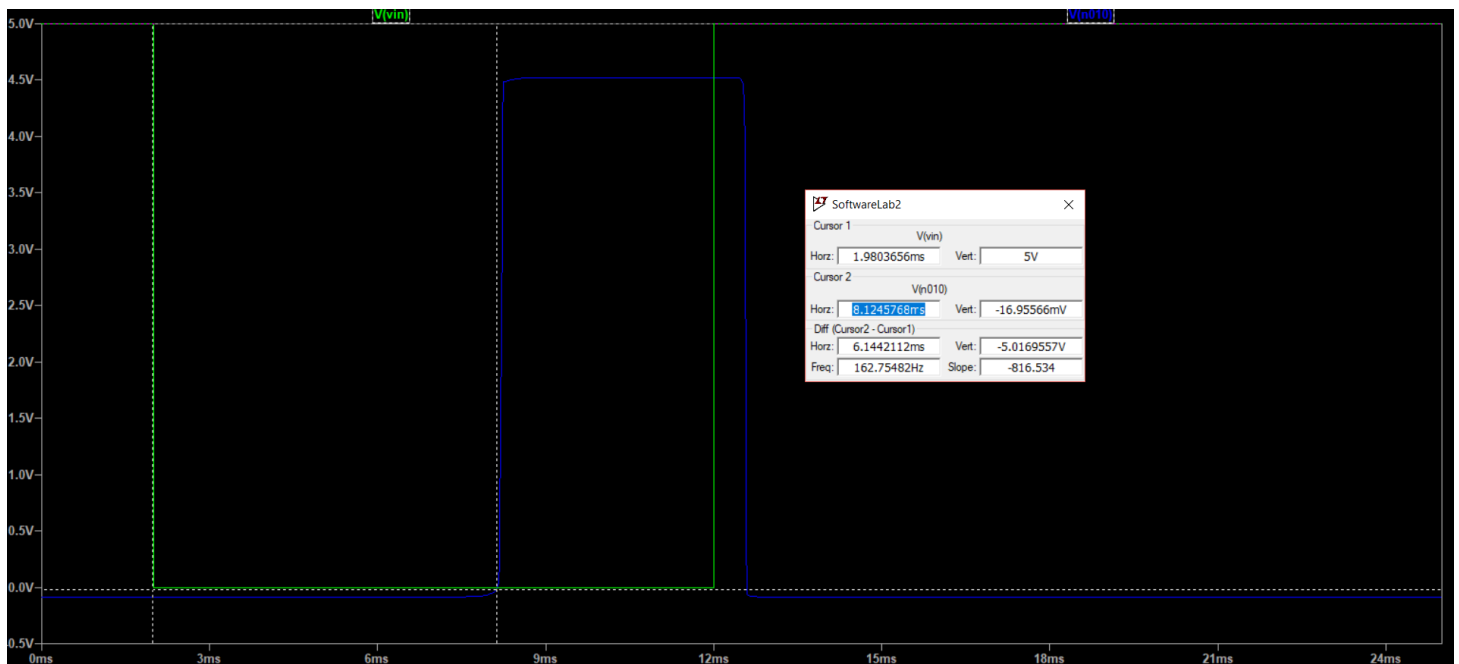 V(vin) V(n010)
5.0V
4.5V
4.0V
3.5V
SoftwareLab2
Cursor 1
V(vin)
3.0V
Horz: 1.9803656ms Vert: 5V
Cursor 2
V(n010)
2.5V
Horz: 8.1245768ms Vert: -16.95566mV
Diff (Cursor2 - Cursor1)
Horz: 6.1442112ms Vert: -5.0169557V
2.0V
Freq: 162.75482Hz Slope: -816.534
1.5V
1.0V
0.5V
0.0V
0.5V
0ms 3ms 6ms 9ms 12ms 15ms 18ms 21ms 24ms